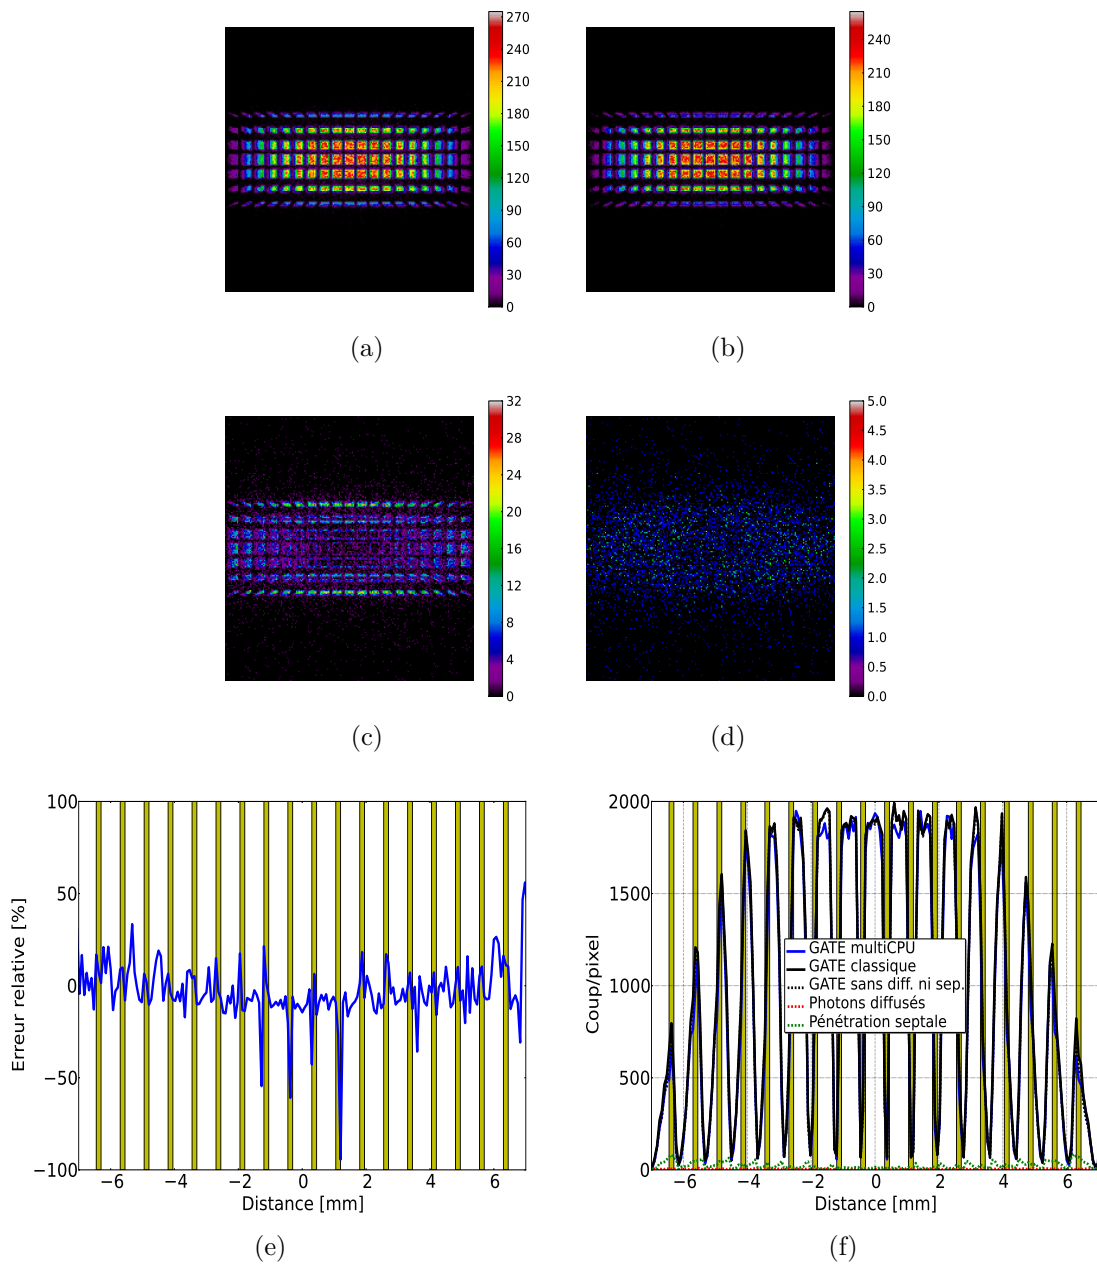 270
240
210
180
150
120
90
60
30
0
(a)
240
210
180
150
120
90
60
30
0
(b)
32
28
24
20
16
12
8
4
0
(c)
5.0
4.5
4.0
3.5
3.0
2.5
2.0
1.5
1.0
0.5
0.0
(d)
Erreur relative [%]
100
50
0
−50
−100
−6 −4 −2 0 2 4 6
Distance [mm]
(e)
Coup/pixel
2000
1500
1000
500
0
GATE multiCPU
GATE classique
GATE sans diff. ni sep.
Photons diffusés
Pénétration septale
−6 −4 −2 0 2 4 6
Distance [mm]
(f)